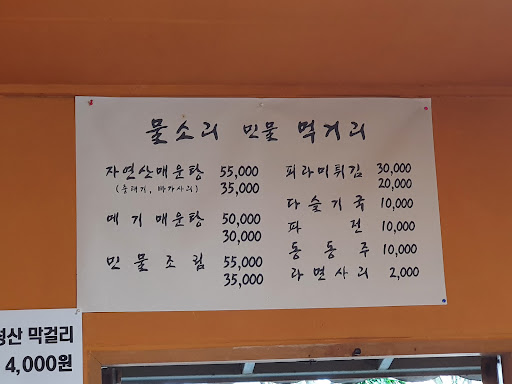 물소리 민물 먹거리
자연산매운탕 55,000
(쏭려기, 빠가사리) 35,000
메기매운탕 50,000
30,000
민물조림 55,000
35,000
피라미튀김 30,000
20,000
다슬기국 10,000
파전 10,000
동동주 10,000
라면사리 2,000
막걸리
4,000원